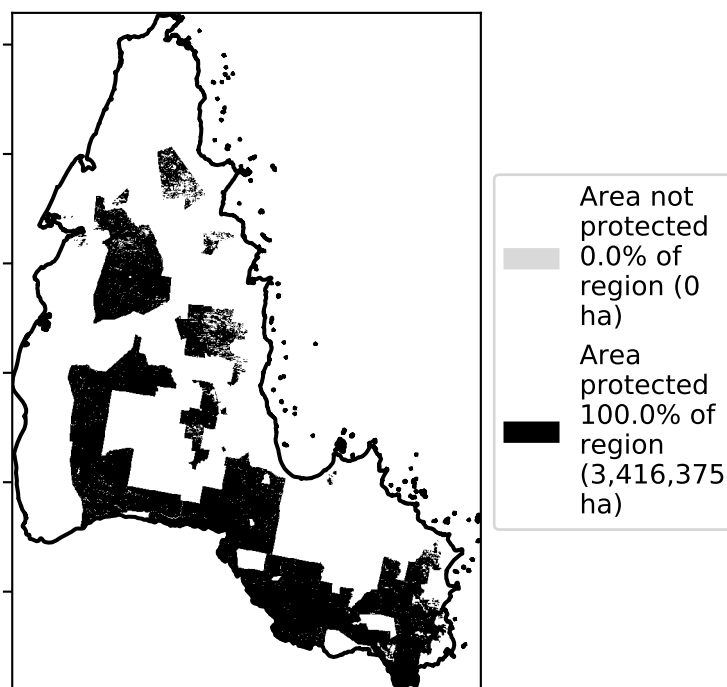 Area not
protected
0.0% of
region (0
ha)
Area
protected
100.0% of
region
(3,416,375
ha)